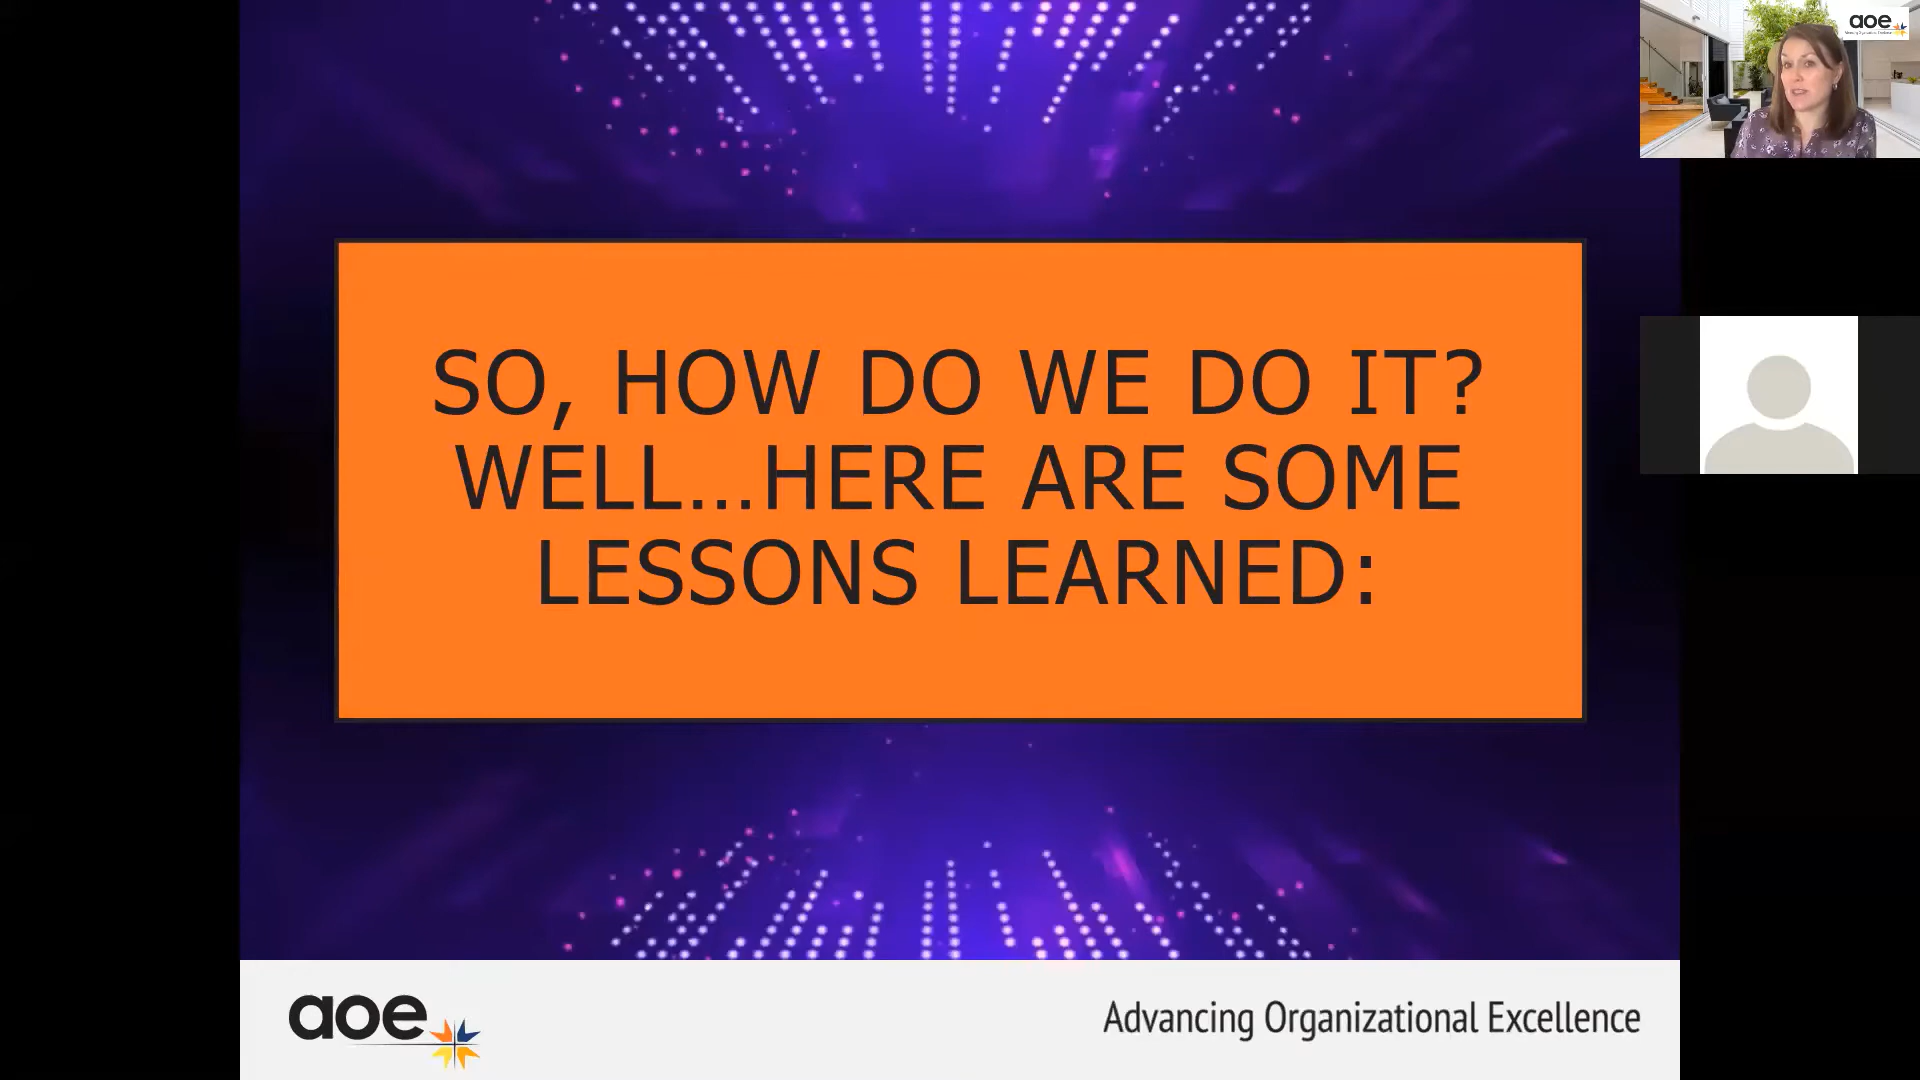 aoe
SO, HOW DO WE DO IT?
WELL...HERE ARE SOME
LESSONS LEARNED:
aoe
Advancing Organizational Excellence